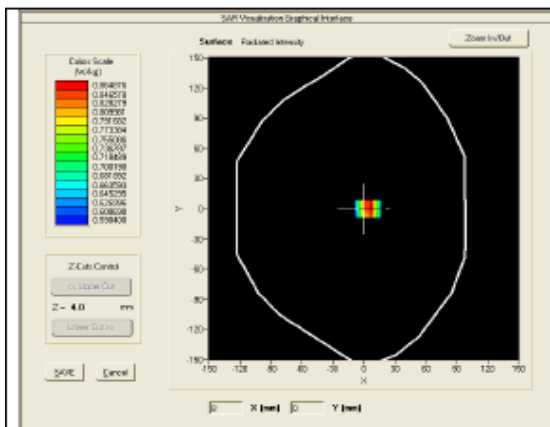 SAR Visualisation Graphical Interface
Surface Radiated Intensity
Zoom In/Out
Colors Scale
(W/kg)
0.864876
0.846578
0.828279
0.809981
0.791682
0.773384
0.755086
0.736787
0.718489
0.700190
0.681892
0.663593
0.645295
0.626996
0.608698
0.590400
Z-Cuts Control
<< Upper Cut
Z = 4.0 mm
Lower Cut >>
SAVE Cancel
150
120
90
60
30
0
-30
-60
-90
-120
-150
Y
-150 -120 -90 -60 -30 0 30 60 90 120 150
X
0 X (mm) 0 Y (mm)